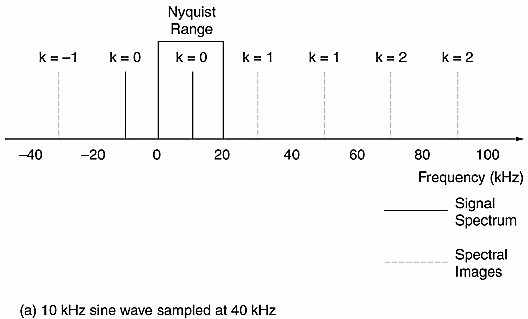 Nyquist
Range
k = –1 k = 0 k = 0 k = 1 k = 1 k = 2 k = 2
–40 –20 0 20 40 60 80 100
Frequency (kHz)
Signal
Spectrum
Spectral
Images
(a) 10 kHz sine wave sampled at 40 kHz